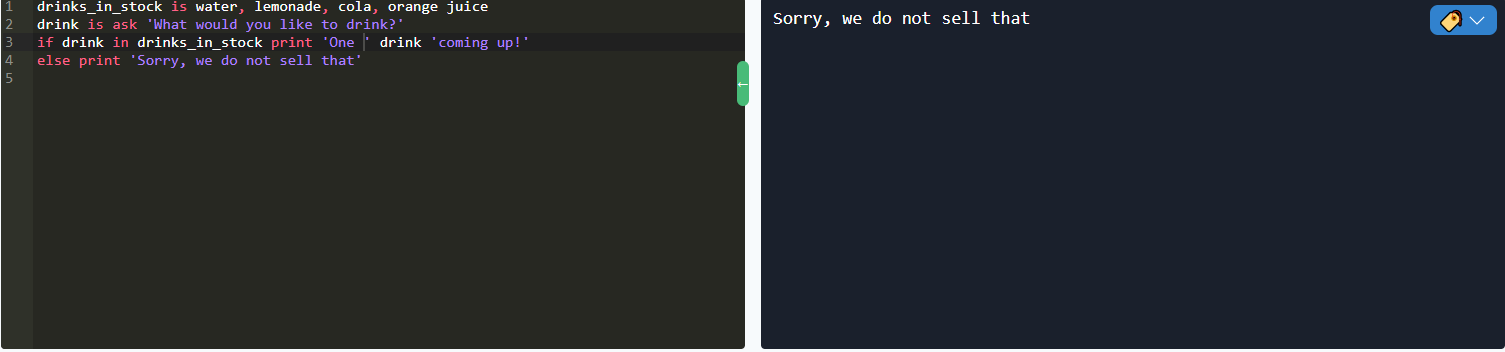 1 drinks_in_stock is water, lemonade, cola, orange juice
2 drink is ask 'What would you like to drink?'
3 if drink in drinks_in_stock print 'One ' drink 'coming up!'
4 else print 'Sorry, we do not sell that'
5
←
Sorry, we do not sell that